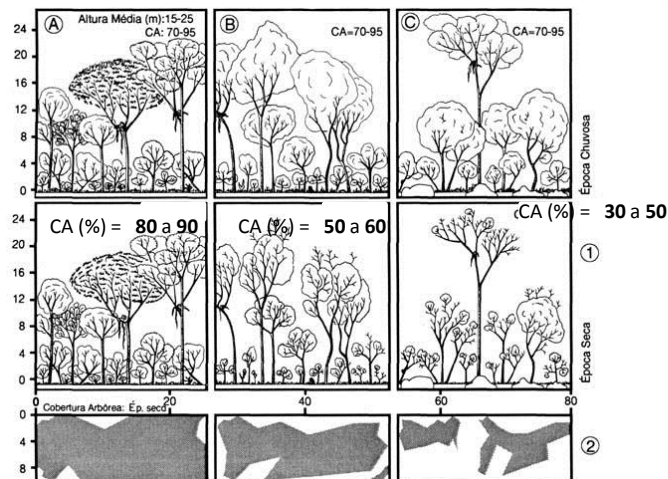 A
Altura Média (m):15-25
CA: 70-95
B
CA=70-95
C
CA=70-95
24
20
16
12
8
4
0
Época Chuvosa
CA (%) = 80 a 90
CA (%) = 50 a 60
CA (%) = 30 a 50
24
20
16
12
8
4
0
1
Época Seca
0
20
40
60
80
Cobertura Arbórea: Ép. seca
0
4
8
2